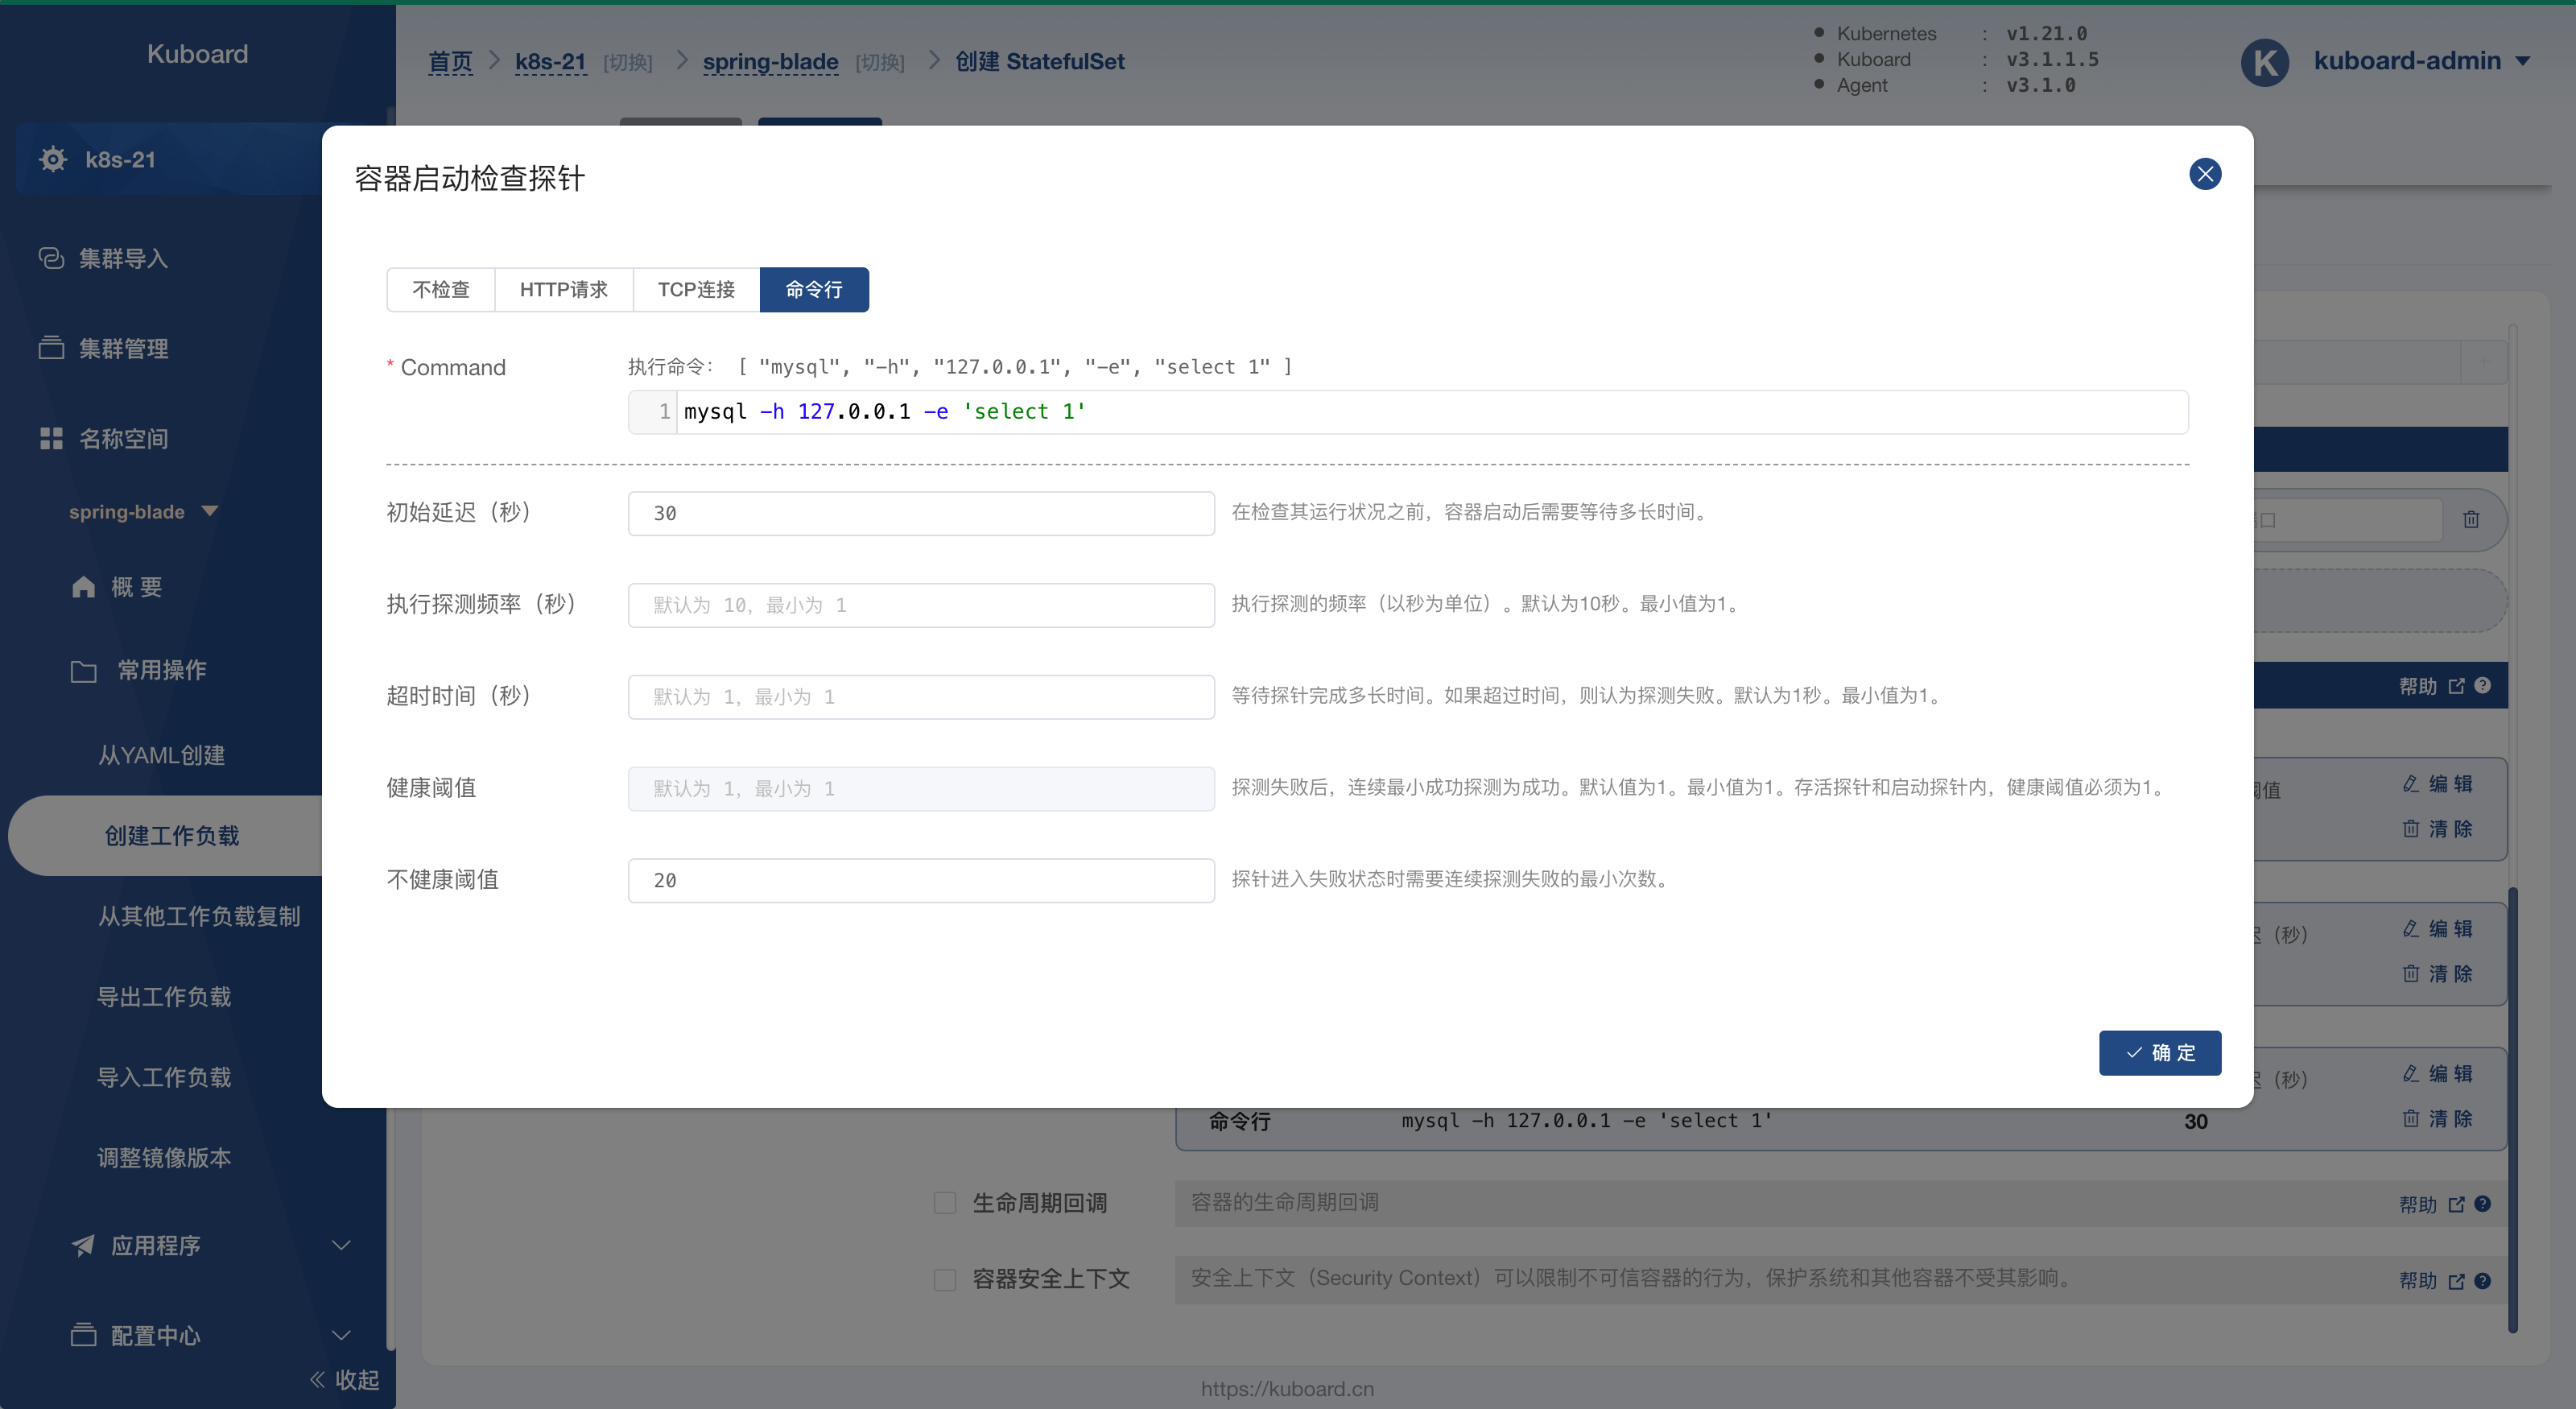 Kuboard
首页 > k8s-21 [切换] > spring-blade [切换] > 创建 StatefulSet
Kubernetes : v1.21.0
Kuboard : v3.1.1.5
Agent : v3.1.0
K kuboard-admin
k8s-21
集群导入
集群管理
名称空间
spring-blade
概 要
常用操作
从YAML创建
创建工作负载
从其他工作负载复制
导出工作负载
导入工作负载
调整镜像版本
应用程序
配置中心
« 收起
容器启动检查探针
不检查 HTTP请求 TCP连接 命令行
* Command 执行命令： [ "mysql", "-h", "127.0.0.1", "-e", "select 1" ]
1 mysql -h 127.0.0.1 -e 'select 1'
初始延迟（秒） 30 在检查其运行状况之前，容器启动后需要等待多长时间。
执行探测频率（秒） 默认为 10，最小为 1 执行探测的频率（以秒为单位）。默认为10秒。最小值为1。
超时时间（秒） 默认为 1，最小为 1 等待探针完成多长时间。如果超过时间，则认为探测失败。默认为1秒。最小值为1。
健康阈值 默认为 1，最小为 1 探测失败后，连续最小成功探测为成功。默认值为1。最小值为1。存活探针和启动探针内，健康阈值必须为1。
不健康阈值 20 探针进入失败状态时需要连续探测失败的最小次数。
确 定
帮助
阈值 编 辑
清 除
（秒） 编 辑
清 除
（秒） 编 辑
命令行 mysql -h 127.0.0.1 -e 'select 1' 30 清 除
生命周期回调 容器的生命周期回调 帮助
容器安全上下文 安全上下文（Security Context）可以限制不可信容器的行为，保护系统和其他容器不受其影响。 帮助
https://kuboard.cn